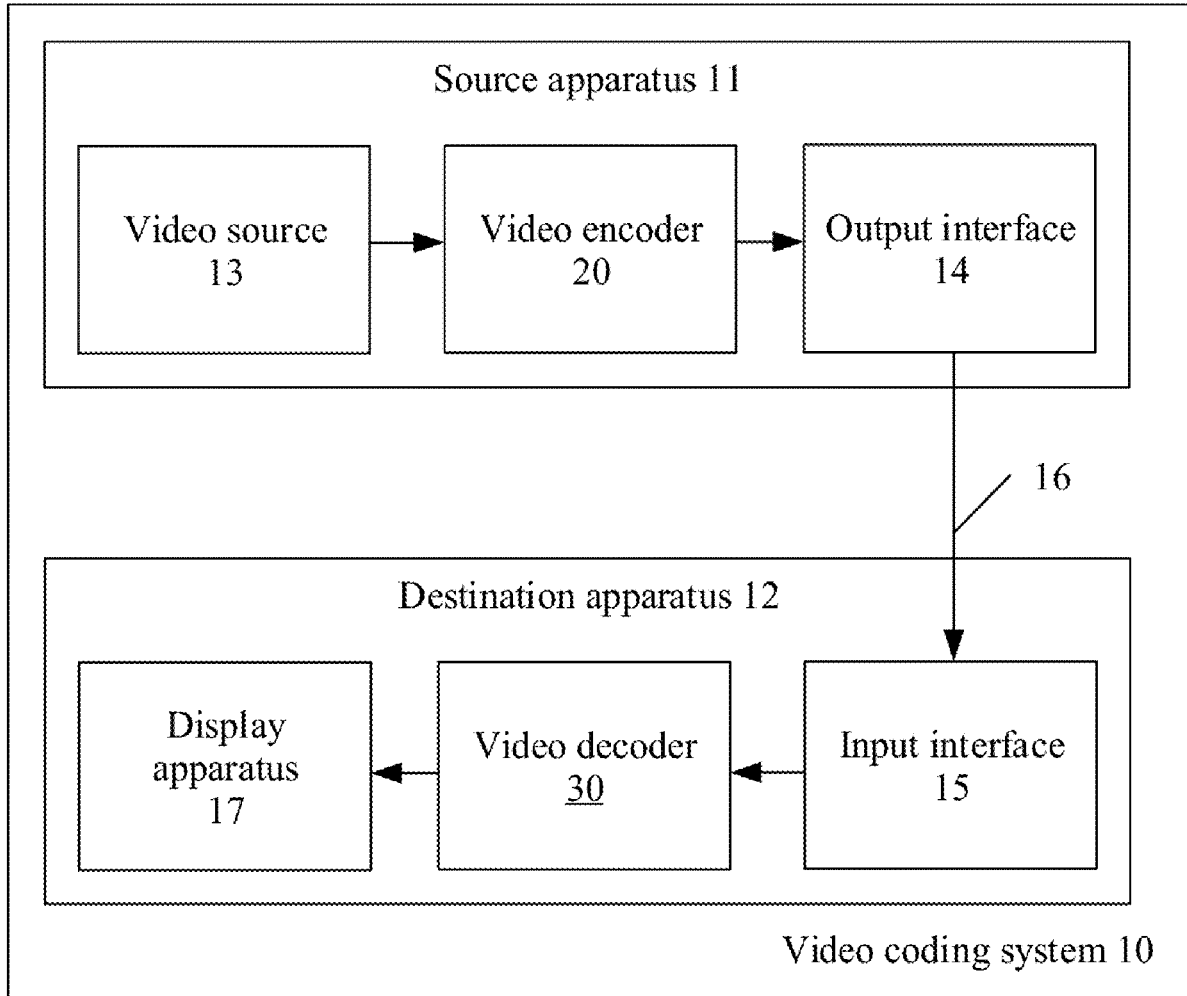 Source apparatus 11
Video source
13
Video encoder
20
Output interface
14
16
Destination apparatus 12
Display
apparatus
17
Video decoder
30
Input interface
15
Video coding system 10